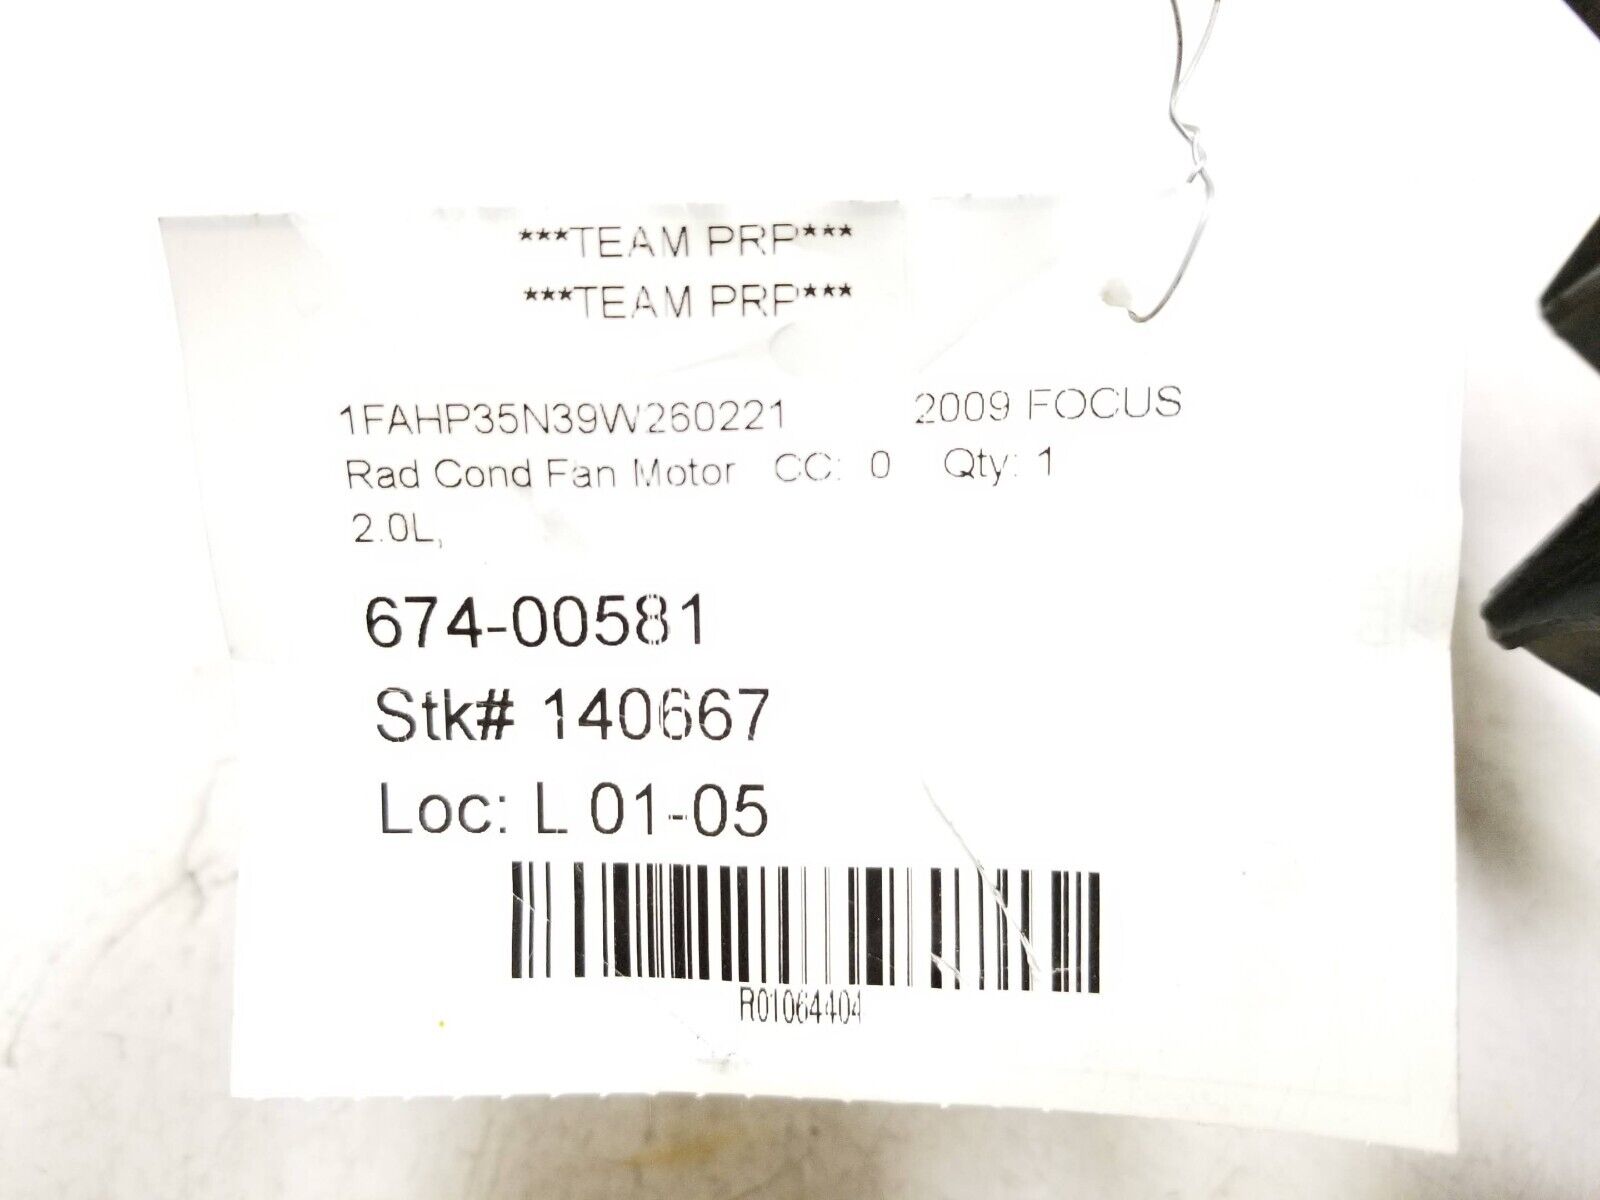 ***TEAM PRP***
***TEAM PRP***
1FAHP35N39W260221 2009 FOCUS
Rad Cond Fan Motor CC: 0 Qty: 1
2.0L,
674-00581
Stk# 140667
Loc: L 01-05
R01064404